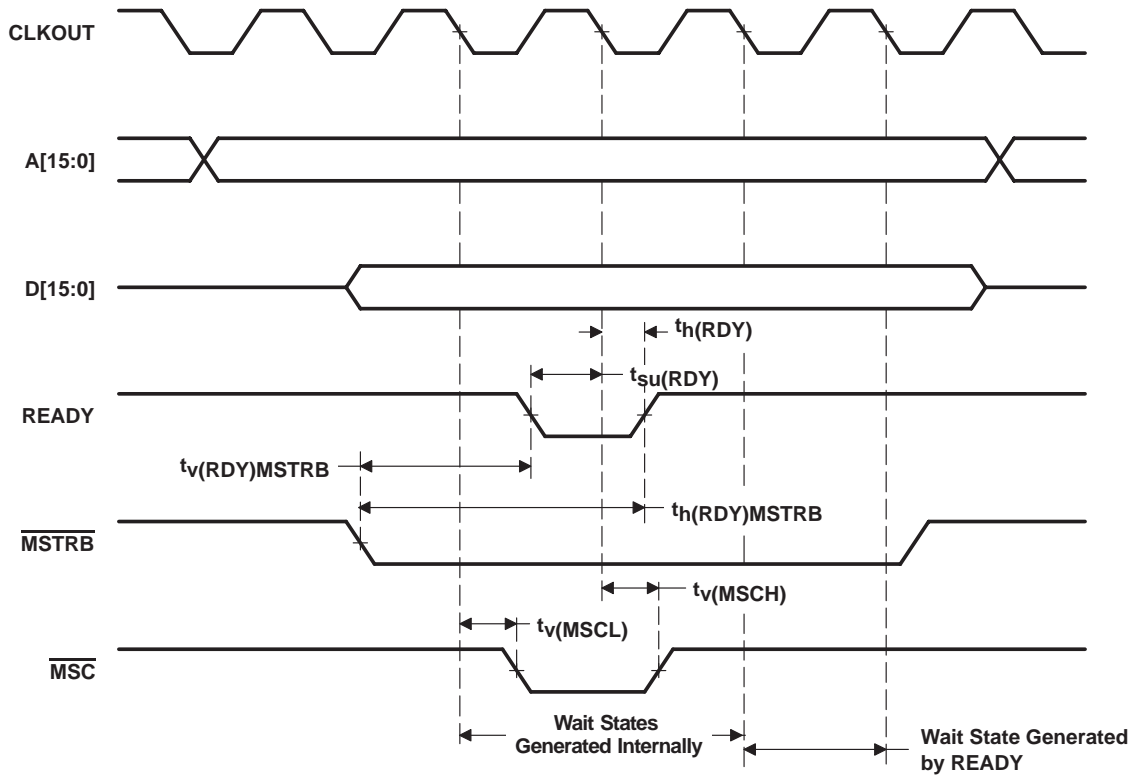 CLKOUT
A[15:0]
D[15:0]
th(RDY)
tsu(RDY)
READY
tv(RDY)MSTRB
th(RDY)MSTRB
MSTRB
tv(MSCH)
tv(MSCL)
MSC
Wait States
Generated Internally
Wait State Generated
by READY